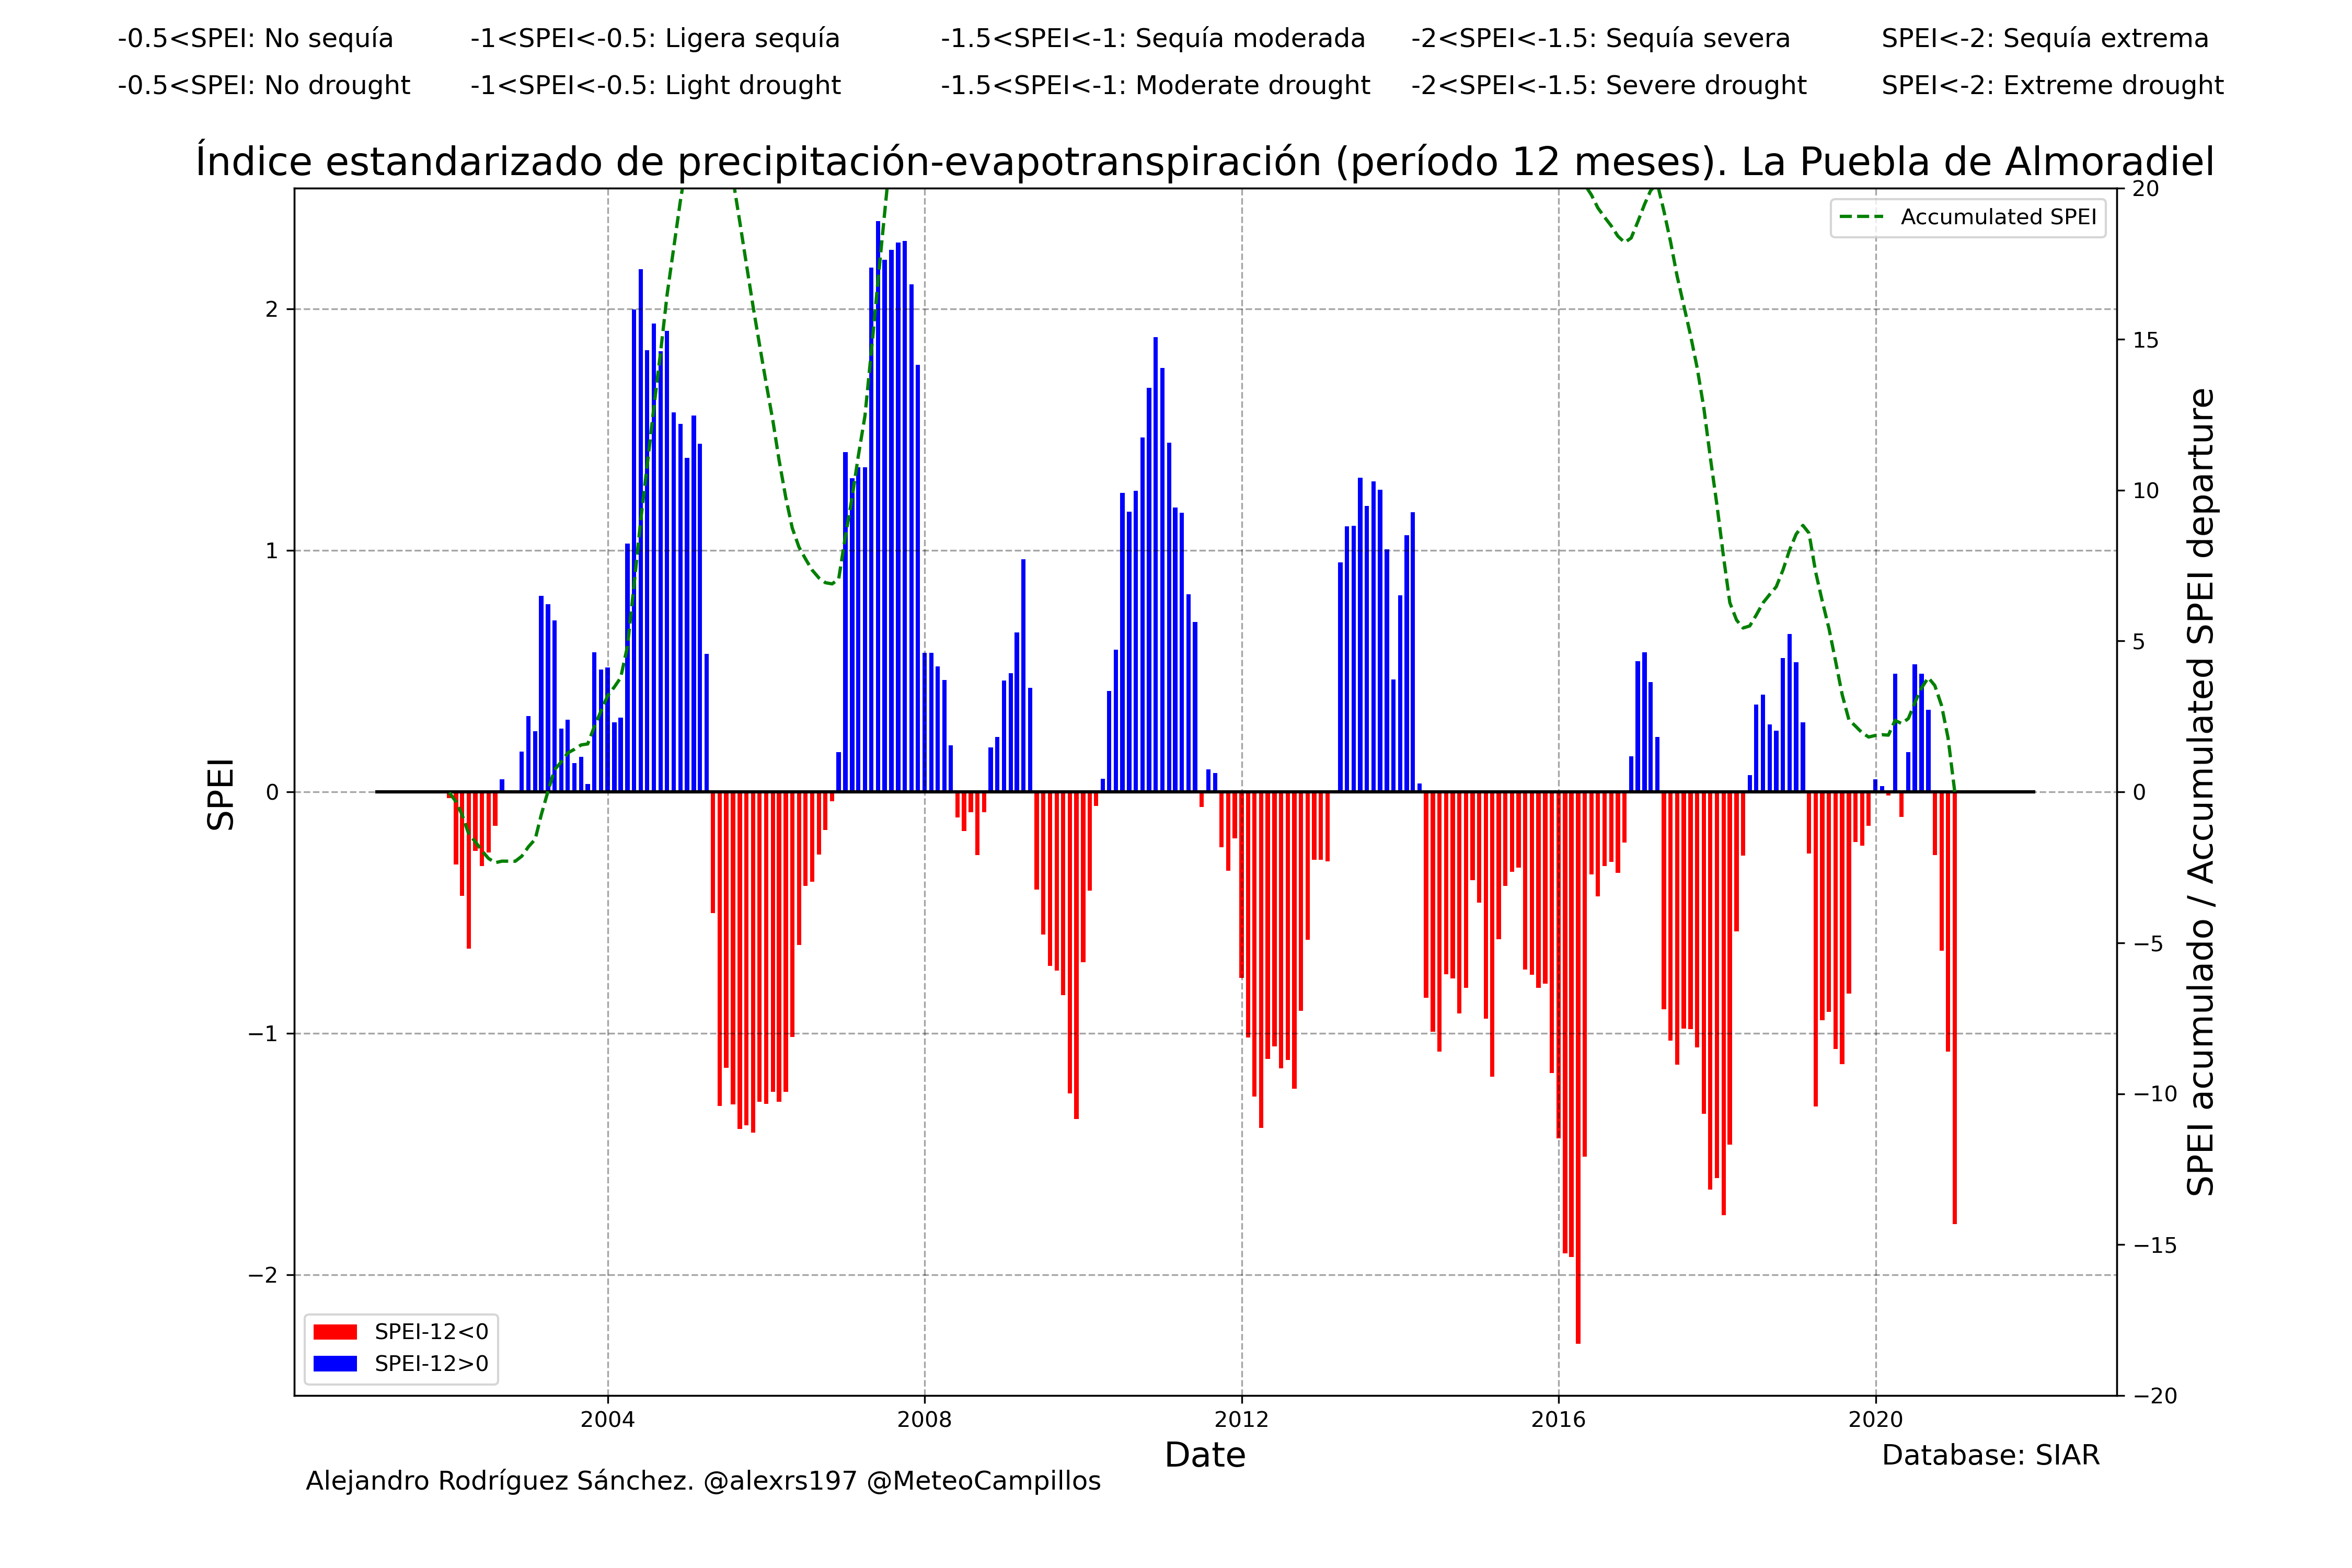 -0.5<SPEI: No sequía -1<SPEI<-0.5: Ligera sequía -1.5<SPEI<-1: Sequía moderada -2<SPEI<-1.5: Sequía severa SPEI<-2: Sequía extrema
-0.5<SPEI: No drought -1<SPEI<-0.5: Light drought -1.5<SPEI<-1: Moderate drought -2<SPEI<-1.5: Severe drought SPEI<-2: Extreme drought
Índice estandarizado de precipitación-evapotranspiración (período 12 meses). La Puebla de Almoradiel
Accumulated SPEI
SPEI
2
1
0
−1
−2
20
15
10
5
0
−5
−10
−15
−20
SPEI acumulado / Accumulated SPEI departure
SPEI-12<0
SPEI-12>0
2004 2008 2012 2016 2020
Date
Database: SIAR
Alejandro Rodríguez Sánchez. @alexrs197 @MeteoCampillos